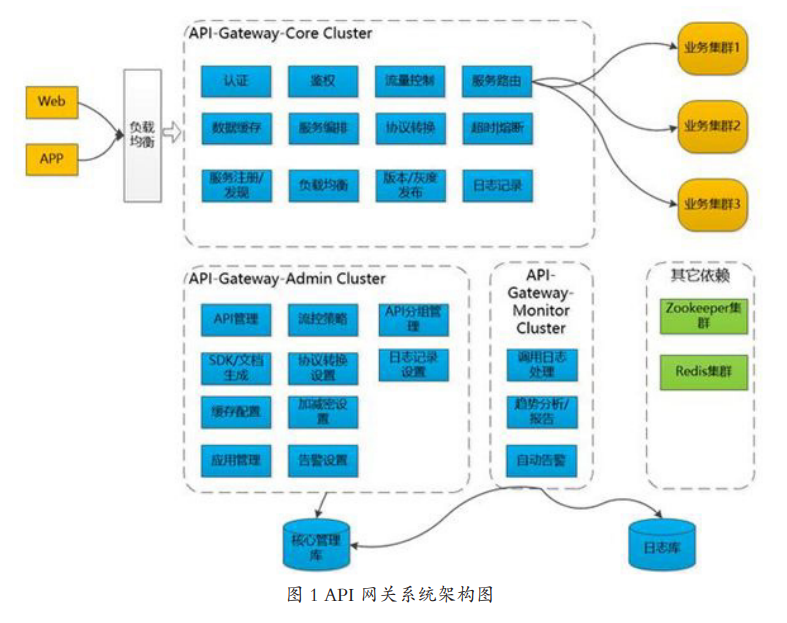 API-Gateway-Core Cluster
Web
APP
负载
均衡
认证
鉴权
流量控制
服务路由
数据缓存
服务编排
协议转换
超时/熔断
服务注册/
发现
负载均衡
版本/灰度
发布
日志记录
业务集群1
业务集群2
业务集群3
API-Gateway-Admin Cluster
API管理
流控策略
API分组管
理
SDK/文档
生成
协议转换
设置
日志记录
设置
缓存配置
加减密设
置
应用管理
告警设置
API-
Gateway-
Monitor
Cluster
调用日志
处理
趋势分析/
报告
自动告警
其它依赖
Zookeeper集
群
Redis集群
核心管理
库
日志库
图 1 API 网关系统架构图